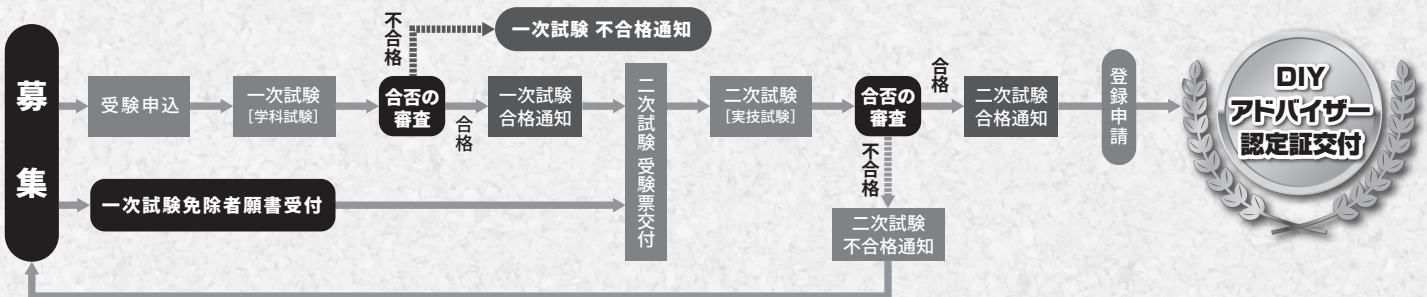 募集
受験申込
一次試験
［学科試験］
合否の
審査
不合格
一次試験 不合格通知
合格
一次試験
合格通知
一次試験免除者願書受付
二次試験 受験票交付
二次試験
［実技試験］
合否の
審査
合格
二次試験
合格通知
不合格
二次試験
不合格通知
登録申請
DIY
アドバイザー
認定証交付